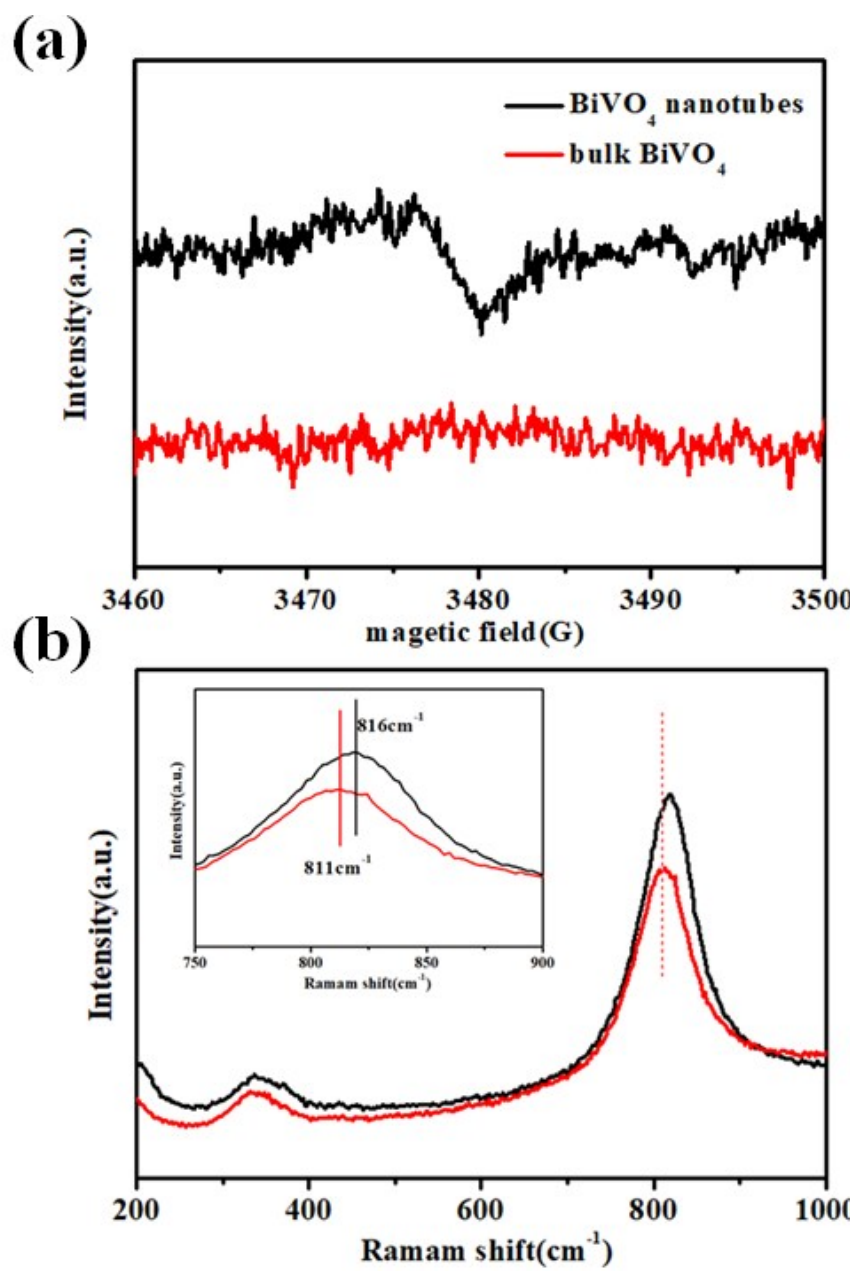 (a)
BiVO₄ nanotubes
bulk BiVO₄
Intensity(a.u.)
3460 3470 3480 3490 3500
magetic field(G)
(b)
816cm⁻¹
811cm⁻¹
Intensity(a.u.)
750 800 850 900
Ramam shift(cm⁻¹)
Intensity(a.u.)
200 400 600 800 1000
Ramam shift(cm⁻¹)